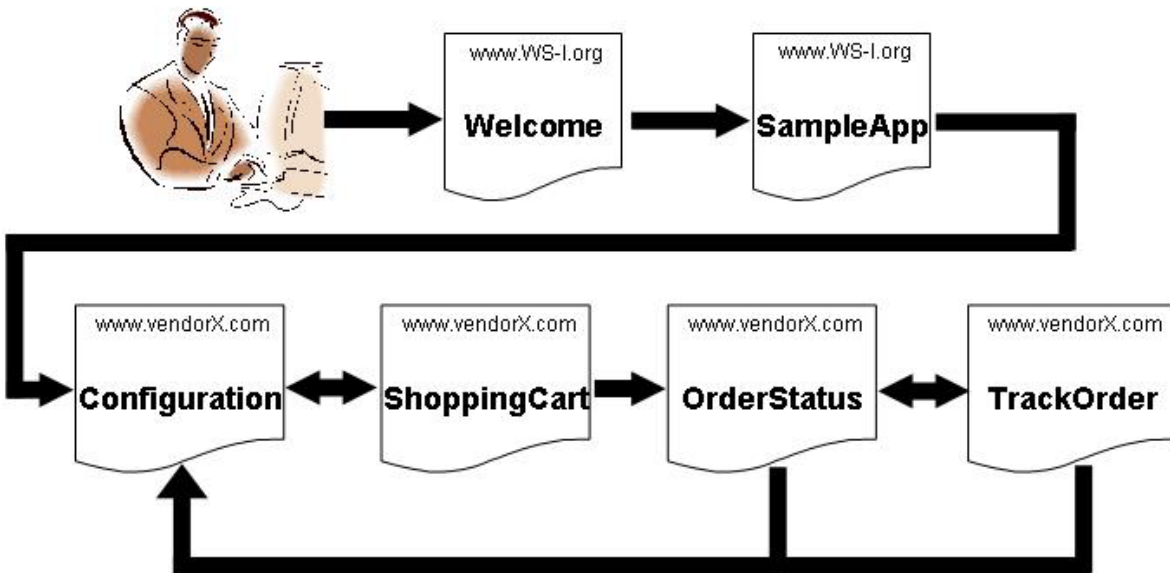 www.WS-I.org
Welcome
www.WS-I.org
SampleApp
www.vendorX.com
Configuration
www.vendorX.com
ShoppingCart
www.vendorX.com
OrderStatus
www.vendorX.com
TrackOrder